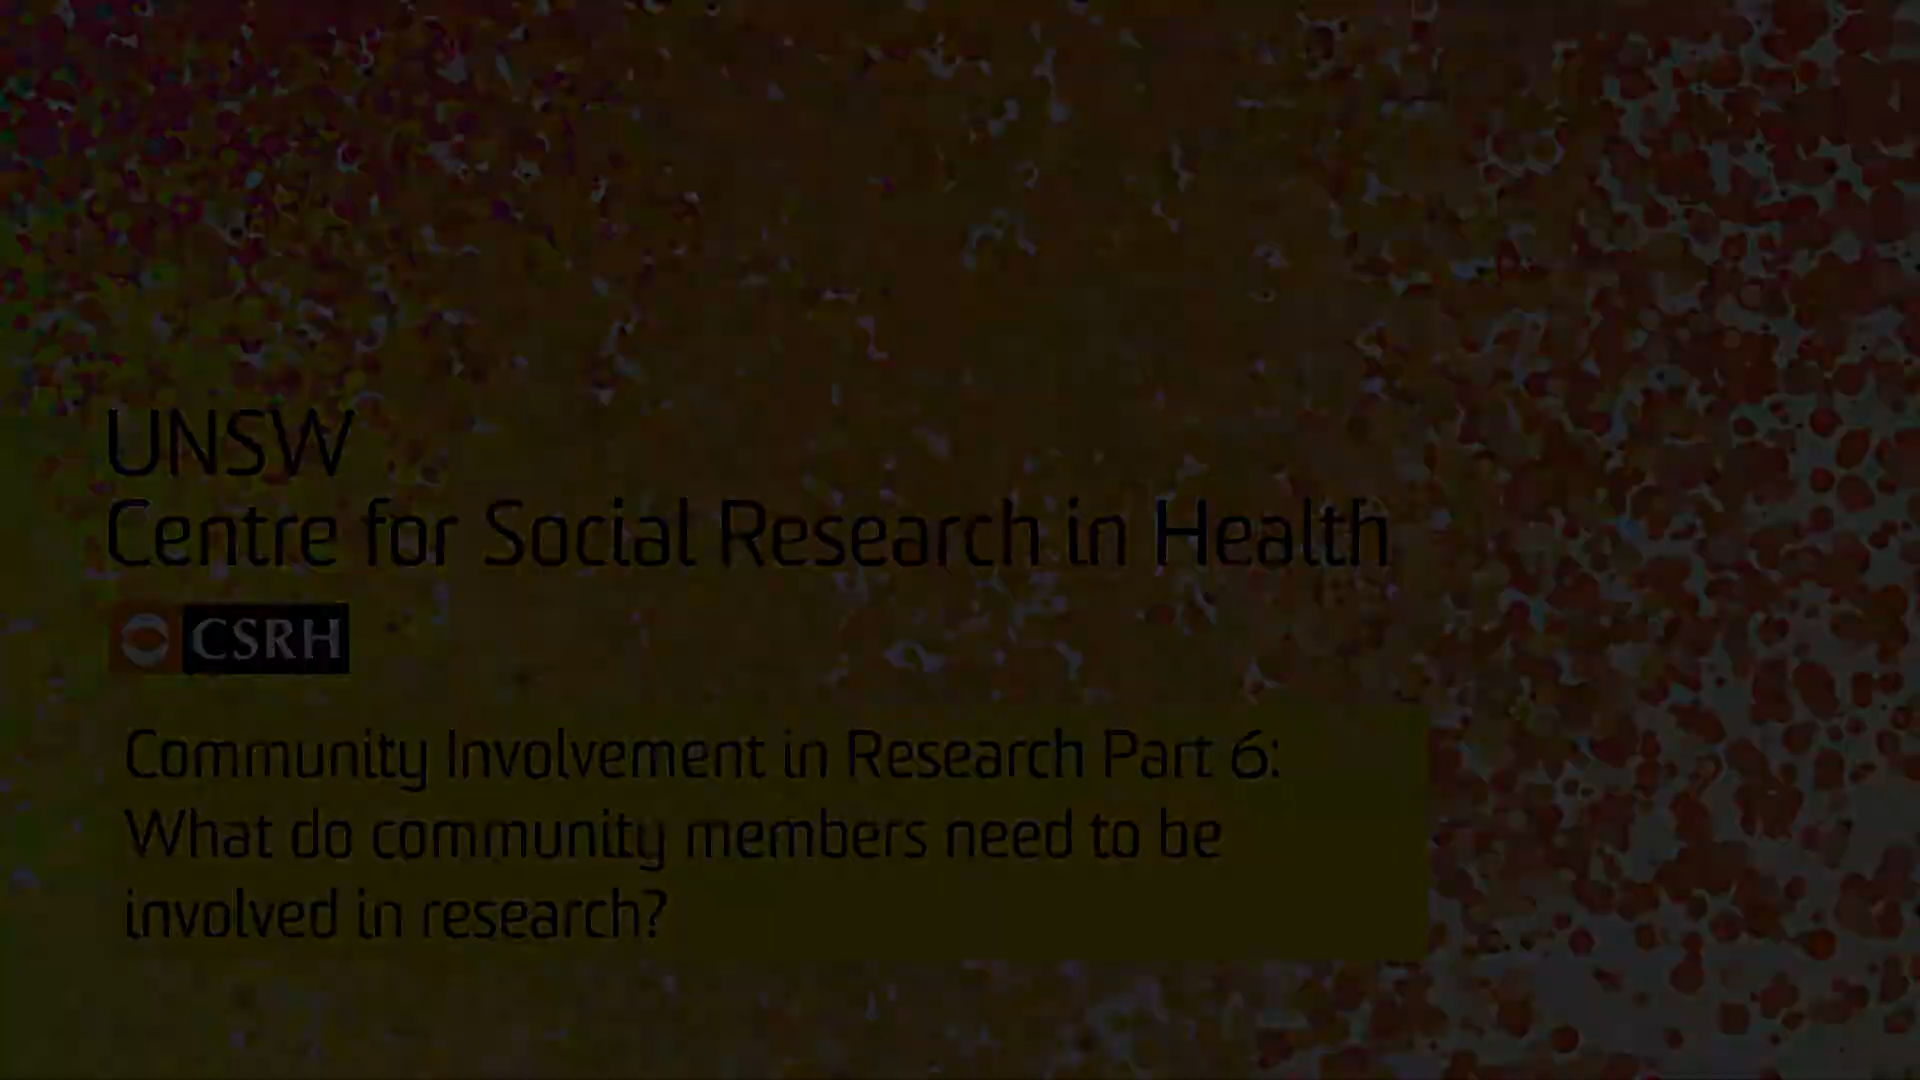 UNSW
Centre for Social Research in Health
CSRH
Community Involvement in Research Part 6:
What do community members need to be
involved in research?